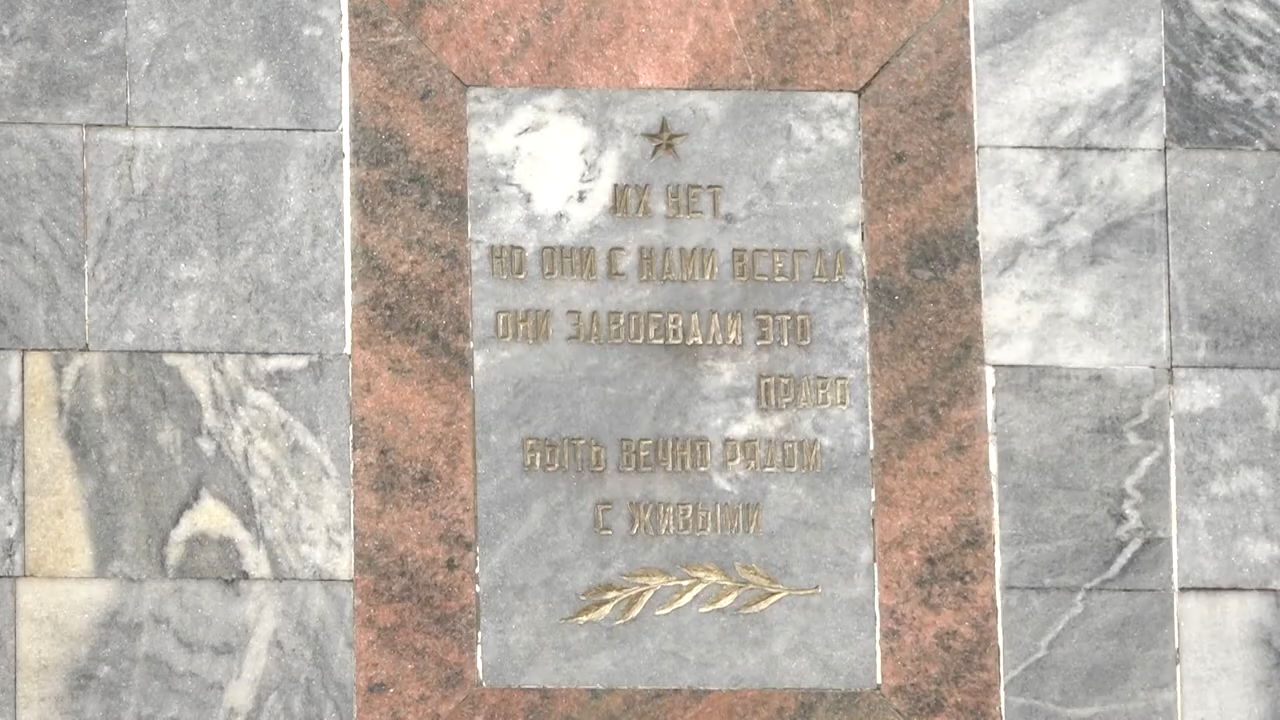 ИХ НЕТ
НО ОНИ С НАМИ ВСЕГДА
ОНИ ЗАВОЕВАЛИ ЭТО
ПРАВО
БЫТЬ ВЕЧНО РЯДОМ
С ЖИВЫМИ